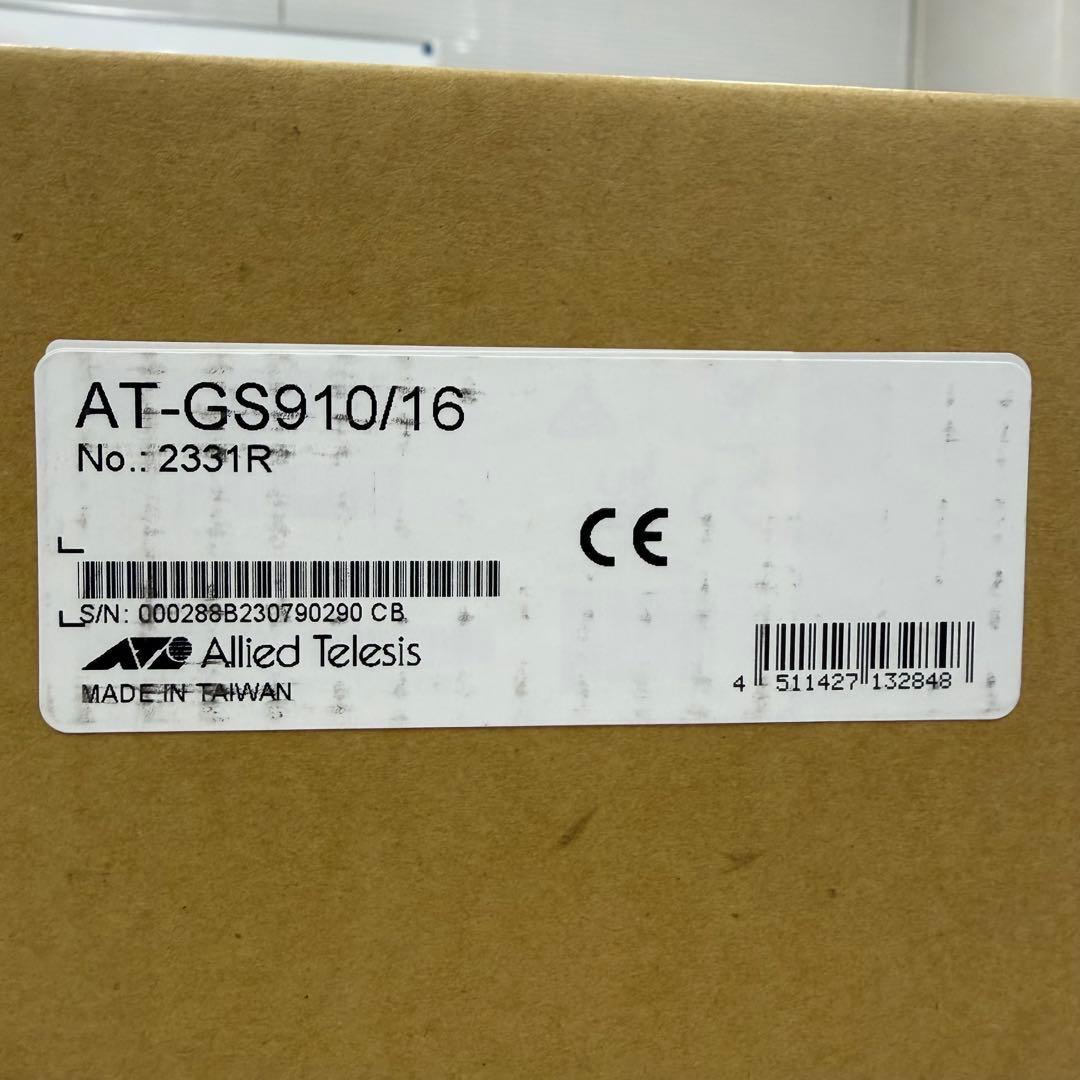 AT-GS910/16
No.: 2331R
CE
S/N: 000288B230790290 CB
Allied Telesis
MADE IN TAIWAN
4 511427 132848